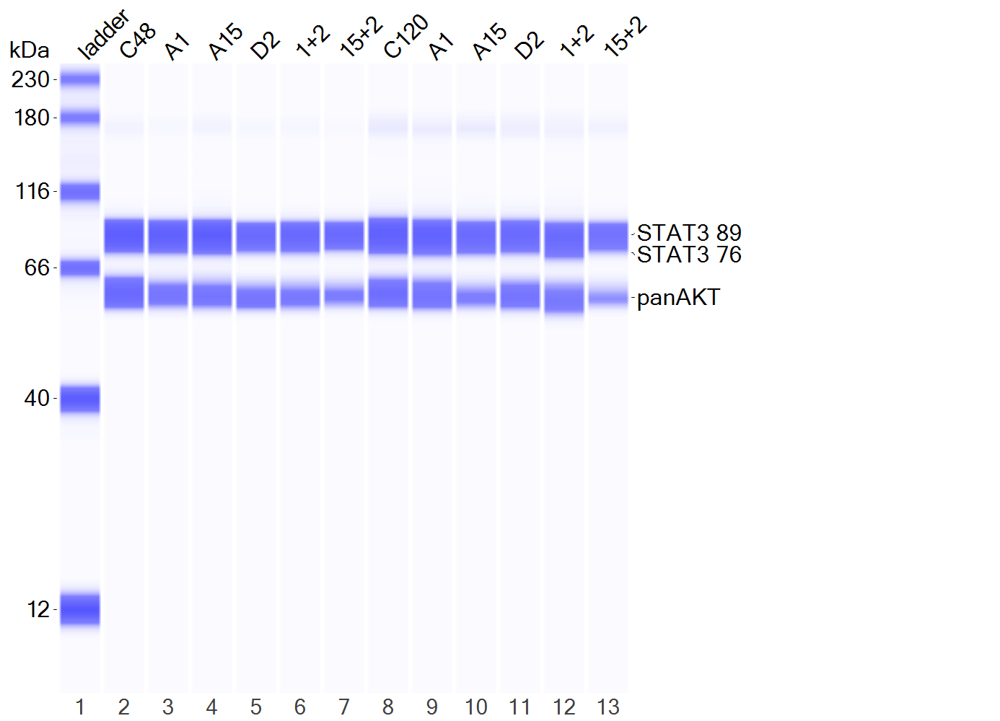 kDa
ladder C48 A1 A15 D2 1+2 15+2 C120 A1 A15 D2 1+2 15+2
230
180
116
66
40
12
STAT3 89
STAT3 76
panAKT
1 2 3 4 5 6 7 8 9 10 11 12 13